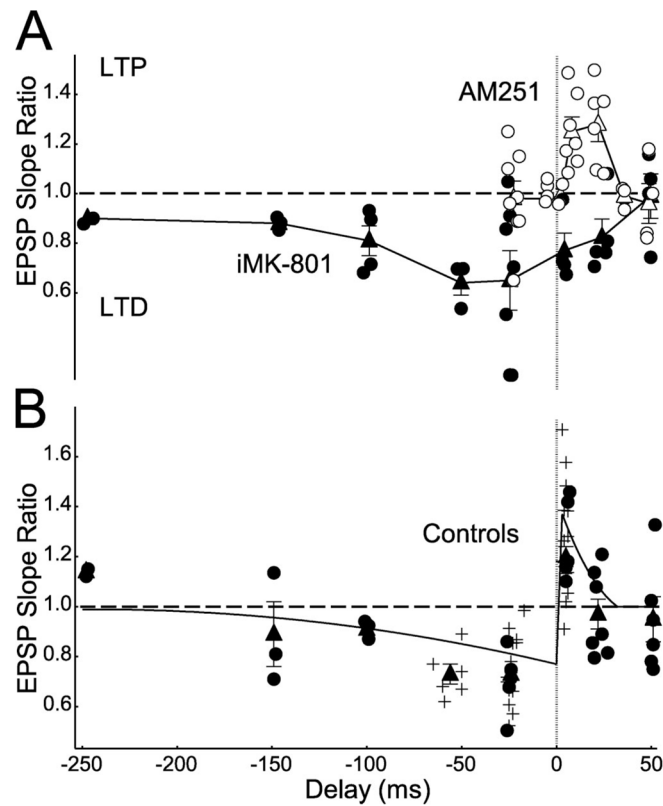 A
LTP
AM251
1.4
1.2
1.0
0.8
0.6
EPSP Slope Ratio
iMK-801
LTD
B
1.6
1.4
1.2
1.0
0.8
0.6
EPSP Slope Ratio
Controls
-250 -200 -150 -100 -50 0 50
Delay (ms)